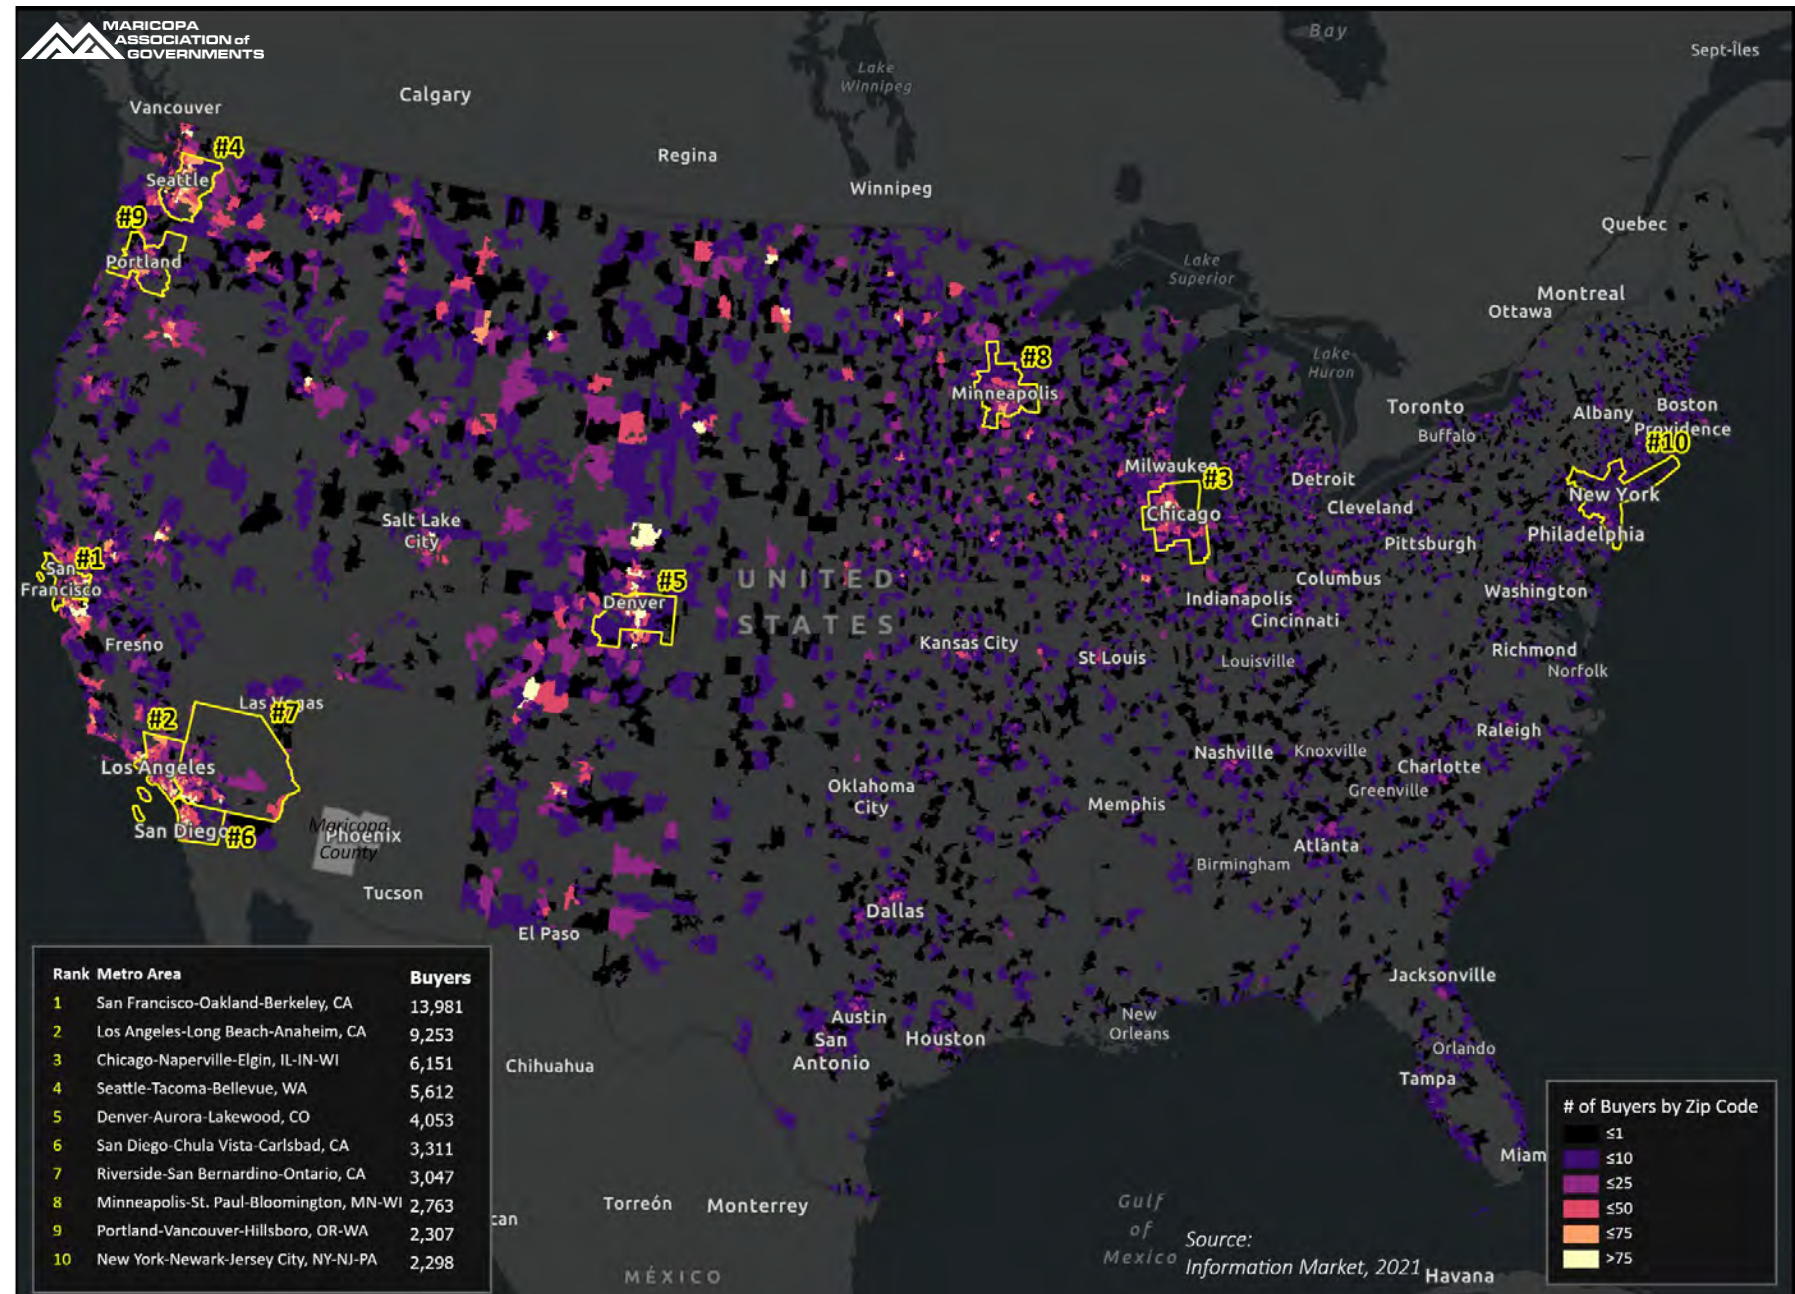 MARICOPA
ASSOCIATION of
GOVERNMENTS
Bay
Sept-Îles
Lake
Winnipeg
Calgary
Vancouver
#4
Regina
Seattle
Winnipeg
#9
Quebec
Portland
Lake
Superior
Montreal
Ottawa
#8
Lake
Huron
Minneapolis
Toronto
Albany
Boston
Buffalo
Providence
#10
Milwaukee
#3
Detroit
New York
Cleveland
Chicago
Salt Lake
City
Philadelphia
Pittsburgh
#1
San
Francisco
#5
UNITED
STATES
Denver
Columbus
Washington
Indianapolis
Cincinnati
Fresno
Kansas City
St Louis
Louisville
Richmond
Norfolk
Las Vegas
#7
#2
Raleigh
Nashville
Knoxville
Los Angeles
Charlotte
Oklahoma
City
Greenville
Memphis
San Diego
#6
Maricopa
County
Phoenix
Atlanta
Birmingham
Tucson
Dallas
El Paso
Jacksonville
Austin
San
Antonio
Houston
New
Orleans
Orlando
Chihuahua
Tampa
Miam
Torreón
Monterrey
can
Gulf
of
Mexico
MÉXICO
Havana
Source:
Information Market, 2021
Rank Metro Area Buyers
1 San Francisco-Oakland-Berkeley, CA 13,981
2 Los Angeles-Long Beach-Anaheim, CA 9,253
3 Chicago-Naperville-Elgin, IL-IN-WI 6,151
4 Seattle-Tacoma-Bellevue, WA 5,612
5 Denver-Aurora-Lakewood, CO 4,053
6 San Diego-Chula Vista-Carlsbad, CA 3,311
7 Riverside-San Bernardino-Ontario, CA 3,047
8 Minneapolis-St. Paul-Bloomington, MN-WI 2,763
9 Portland-Vancouver-Hillsboro, OR-WA 2,307
10 New York-Newark-Jersey City, NY-NJ-PA 2,298
# of Buyers by Zip Code
≤1
≤10
≤25
≤50
≤75
>75